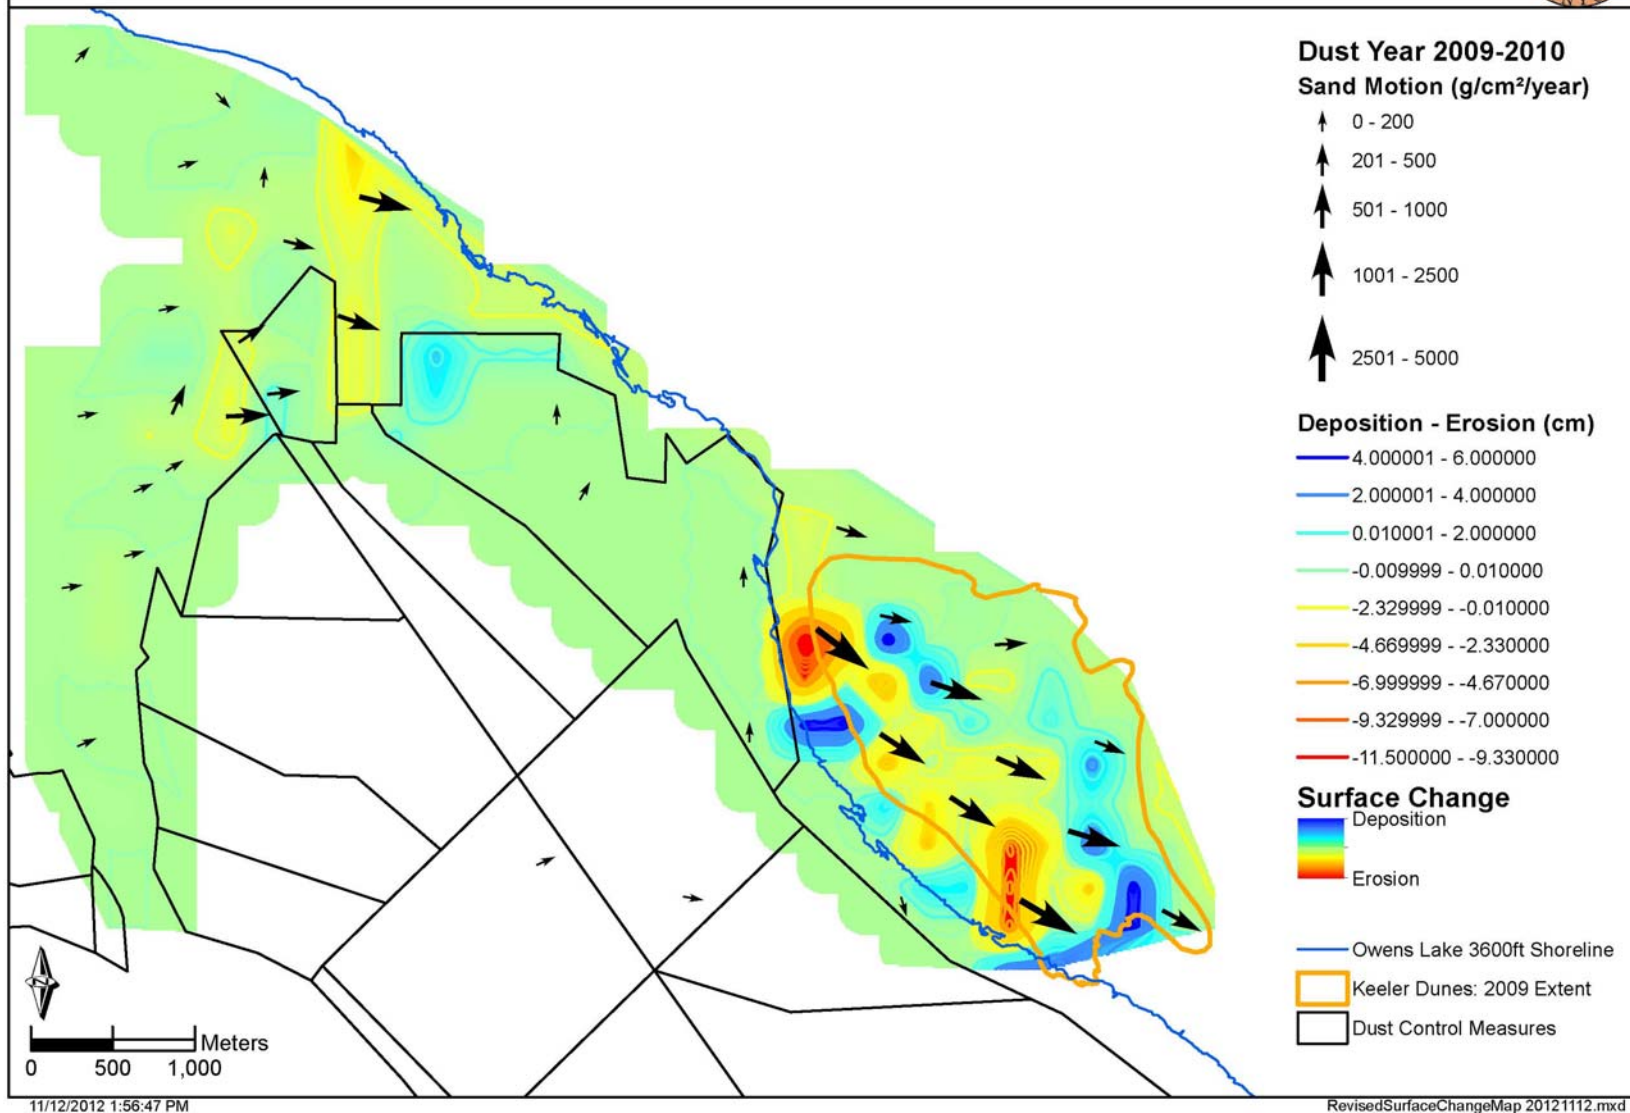 Dust Year 2009-2010
Sand Motion (g/cm²/year)
0 - 200
201 - 500
501 - 1000
1001 - 2500
2501 - 5000
Deposition - Erosion (cm)
4.000001 - 6.000000
2.000001 - 4.000000
0.010001 - 2.000000
-0.009999 - 0.010000
-2.329999 - -0.010000
-4.669999 - -2.330000
-6.999999 - -4.670000
-9.329999 - -7.000000
-11.500000 - -9.330000
Surface Change
Deposition
Erosion
Owens Lake 3600ft Shoreline
Keeler Dunes: 2009 Extent
Dust Control Measures
N
Meters
0 500 1,000
11/12/2012 1:56:47 PM
RevisedSurfaceChangeMap 20121112.mxd